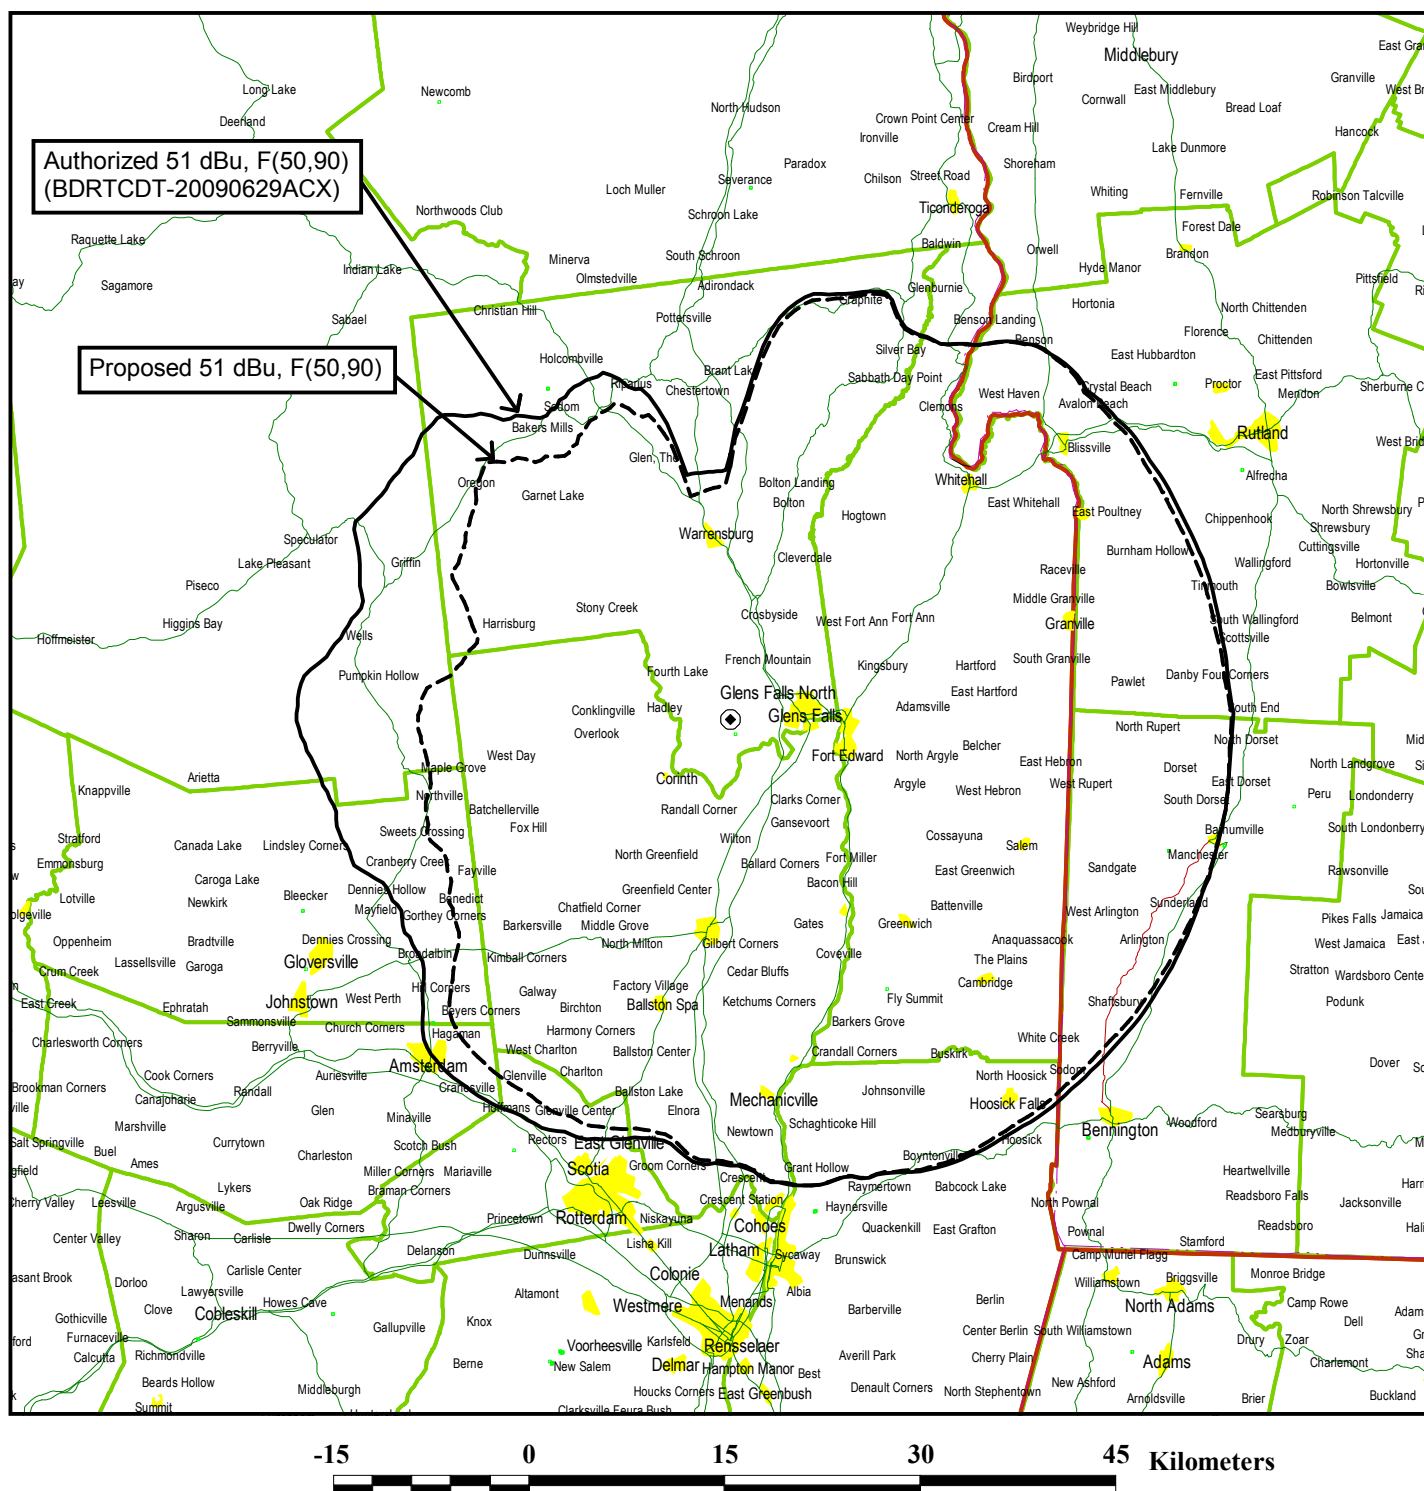 Weybridge Hill
Middlebury
East Gra
Birdport
Granville
Long Lake
Newcomb
East Middlebury
West Br
Cornwall
North Hudson
Bread Loaf
Deerland
Crown Point Center
Cream Hill
Hancock
Ironville
Authorized 51 dBu, F(50,90)
(BDRTCDT-20090629ACX)
Lake Dunmore
Paradox
Shoreham
Chilson
Street Road
Severance
Loch Muller
Whiting
Fernville
Robinson Talcville
Northwoods Club
Schroon Lake
Ticonderoga
Forest Dale
Raquette Lake
Baldwin
Orwell
Brandon
South Schroon
Minerva
Indian Lake
Hyde Manor
Olmstedville
Pittsfield
ay
Sagamore
Adirondack
Glenburnie
Graphite
Hortonia
North Chittenden
Christian Hill
Sabael
Pottersville
Benson Landing
Florence
Benson
Chittenden
Silver Bay
East Hubbardton
Holcombville
Proposed 51 dBu, F(50,90)
Brant Lak
Sabbath Day Point
East Pittsford
Riparius
Chestertown
Crystal Beach
Proctor
Sherburne C
West Haven
Mendon
Sodom
Clemons
Avalon Beach
Bakers Mills
Rutland
West Brid
Blissville
Glen, The
Oregon
Bolton Landing
Whitehall
Alfrecha
Garnet Lake
Bolton
East Whitehall
East Poultney
North Shrewsbury
Hogtown
Chippenhook
Shrewsbury
Speculator
Warrensburg
Cuttingsville
Burnham Hollow
Lake Pleasant
Griffin
Cleverdale
Wallingford
Hortonville
Raceville
Piseco
Tinmouth
Bowlsville
Middle Granville
Stony Creek
Crosbyside
West Fort Ann
Fort Ann
Granville
South Wallingford
Belmont
Higgins Bay
Harrisburg
Hoffmeister
Wells
Scottsville
French Mountain
South Granville
Kingsbury
Hartford
Pumpkin Hollow
Fourth Lake
Danby Four Corners
Pawlet
Glens Falls North
East Hartford
Conklingville
Hadley
Adamsville
South End
Glens Falls
North Rupert
Overlook
North Dorset
Mid
Belcher
West Day
Fort Edward
North Argyle
East Hebron
North Landgrove
Maple Grove
Dorset
Arietta
Corinth
Argyle
West Rupert
East Dorset
Knappville
West Hebron
Northville
Clarks Corner
South Dorset
Peru
Londonderry
Batchellerville
Randall Corner
Gansevoort
Fox Hill
Sweets Crossing
Cossayuna
Barnumville
South Londonberry
Stratford
Wilton
Canada Lake
Lindsley Corners
Salem
North Greenfield
Fort Miller
Manchester
Emmonsburg
Cranberry Creek
Ballard Corners
Sandgate
Fayville
East Greenwich
Rawsonville
Caroga Lake
Bacon Hill
Bleecker
Dennies Hollow
Greenfield Center
Lotville
Newkirk
Benedict
Battenville
Sunderland
Mayfield
Gorthey Corners
Chatfield Corner
West Arlington
Pikes Falls
Jamaica
olgeville
Barkersville
Middle Grove
Gates
Greenwich
Oppenheim
Bradtville
Dennies Crossing
North Milton
Gilbert Corners
Anaquassacook
Arlington
West Jamaica
Gloversville
Broadalbin
Kimball Corners
Coveville
The Plains
Lassellsville
Garoga
Cedar Bluffs
Stratton
Wardsboro Cente
Crum Creek
Cambridge
Hill Corners
Galway
Factory Village
Johnstown
West Perth
Fly Summit
Shaftsbury
Podunk
East Creek
Ephratah
Beyers Corners
Birchton
Ballston Spa
Ketchums Corners
Sammonsville
Church Corners
Hagaman
Harmony Corners
Barkers Grove
Charlesworth Corners
Berryville
White Creek
West Charlton
Ballston Center
Crandall Corners
Buskirk
Amsterdam
Dover
Cook Corners
Auriesville
Glenville
Charlton
North Hoosick
Sodom
Brookman Corners
Cranesville
Randall
Ballston Lake
Johnsonville
Canajoharie
Mechanicville
Hoosick Falls
Hoffmans
Glenville Center
Elnora
Glen
Minaville
Searsburg
Marshville
Schaghticoke Hill
Bennington
Woodford
Newtown
Medburyville
Salt Springville
Currytown
Scotch Bush
Rectors
East Glenville
Hoosick
Buel
Charleston
Boyntonville
Ames
Scotia
Groom Corners
Grant Hollow
Miller Corners
Mariaville
Heartwellville
Crescent
Lykers
Braman Corners
Raymertown
Babcock Lake
Cherry Valley
Leesville
Oak Ridge
Crescent Station
North Pownal
Readsboro Falls
Argusville
Haynersville
Jacksonville
Princetown
Rotterdam
Niskayuna
Cohoes
Quackenkill
East Grafton
Pownal
Readsboro
Dwelly Corners
Center Valley
Sharon
Carlisle
Lisha Kill
Stamford
Delanson
Dunnsville
Latham
Sycaway
Brunswick
Camp Muriel Flagg
Carlisle Center
Colonie
Monroe Bridge
asant Brook
Dorloo
Williamstown
Briggsville
Lawyersville
Altamont
Albia
Howes Cave
Westmere
Menands
Berlin
Camp Rowe
Clove
Cobleskill
Barberville
North Adams
Gothicville
Knox
Dell
Gallupville
Center Berlin
South Williamstown
Furnaceville
Voorheesville
Karlsfeld
Rensselaer
Drury
Zoar
Calcutta
Richmondville
Averill Park
Cherry Plain
Berne
New Salem
Delmar
Hampton Manor
Best
Adams
Charlemont
Beards Hollow
New Ashford
Middleburgh
Houcks Corners
East Greenbush
Denault Corners
North Stephentown
Arnoldsville
Brier
Buckland
Summit
Clarksville
Feura Bush
-15 0 15 30 45 Kilometers